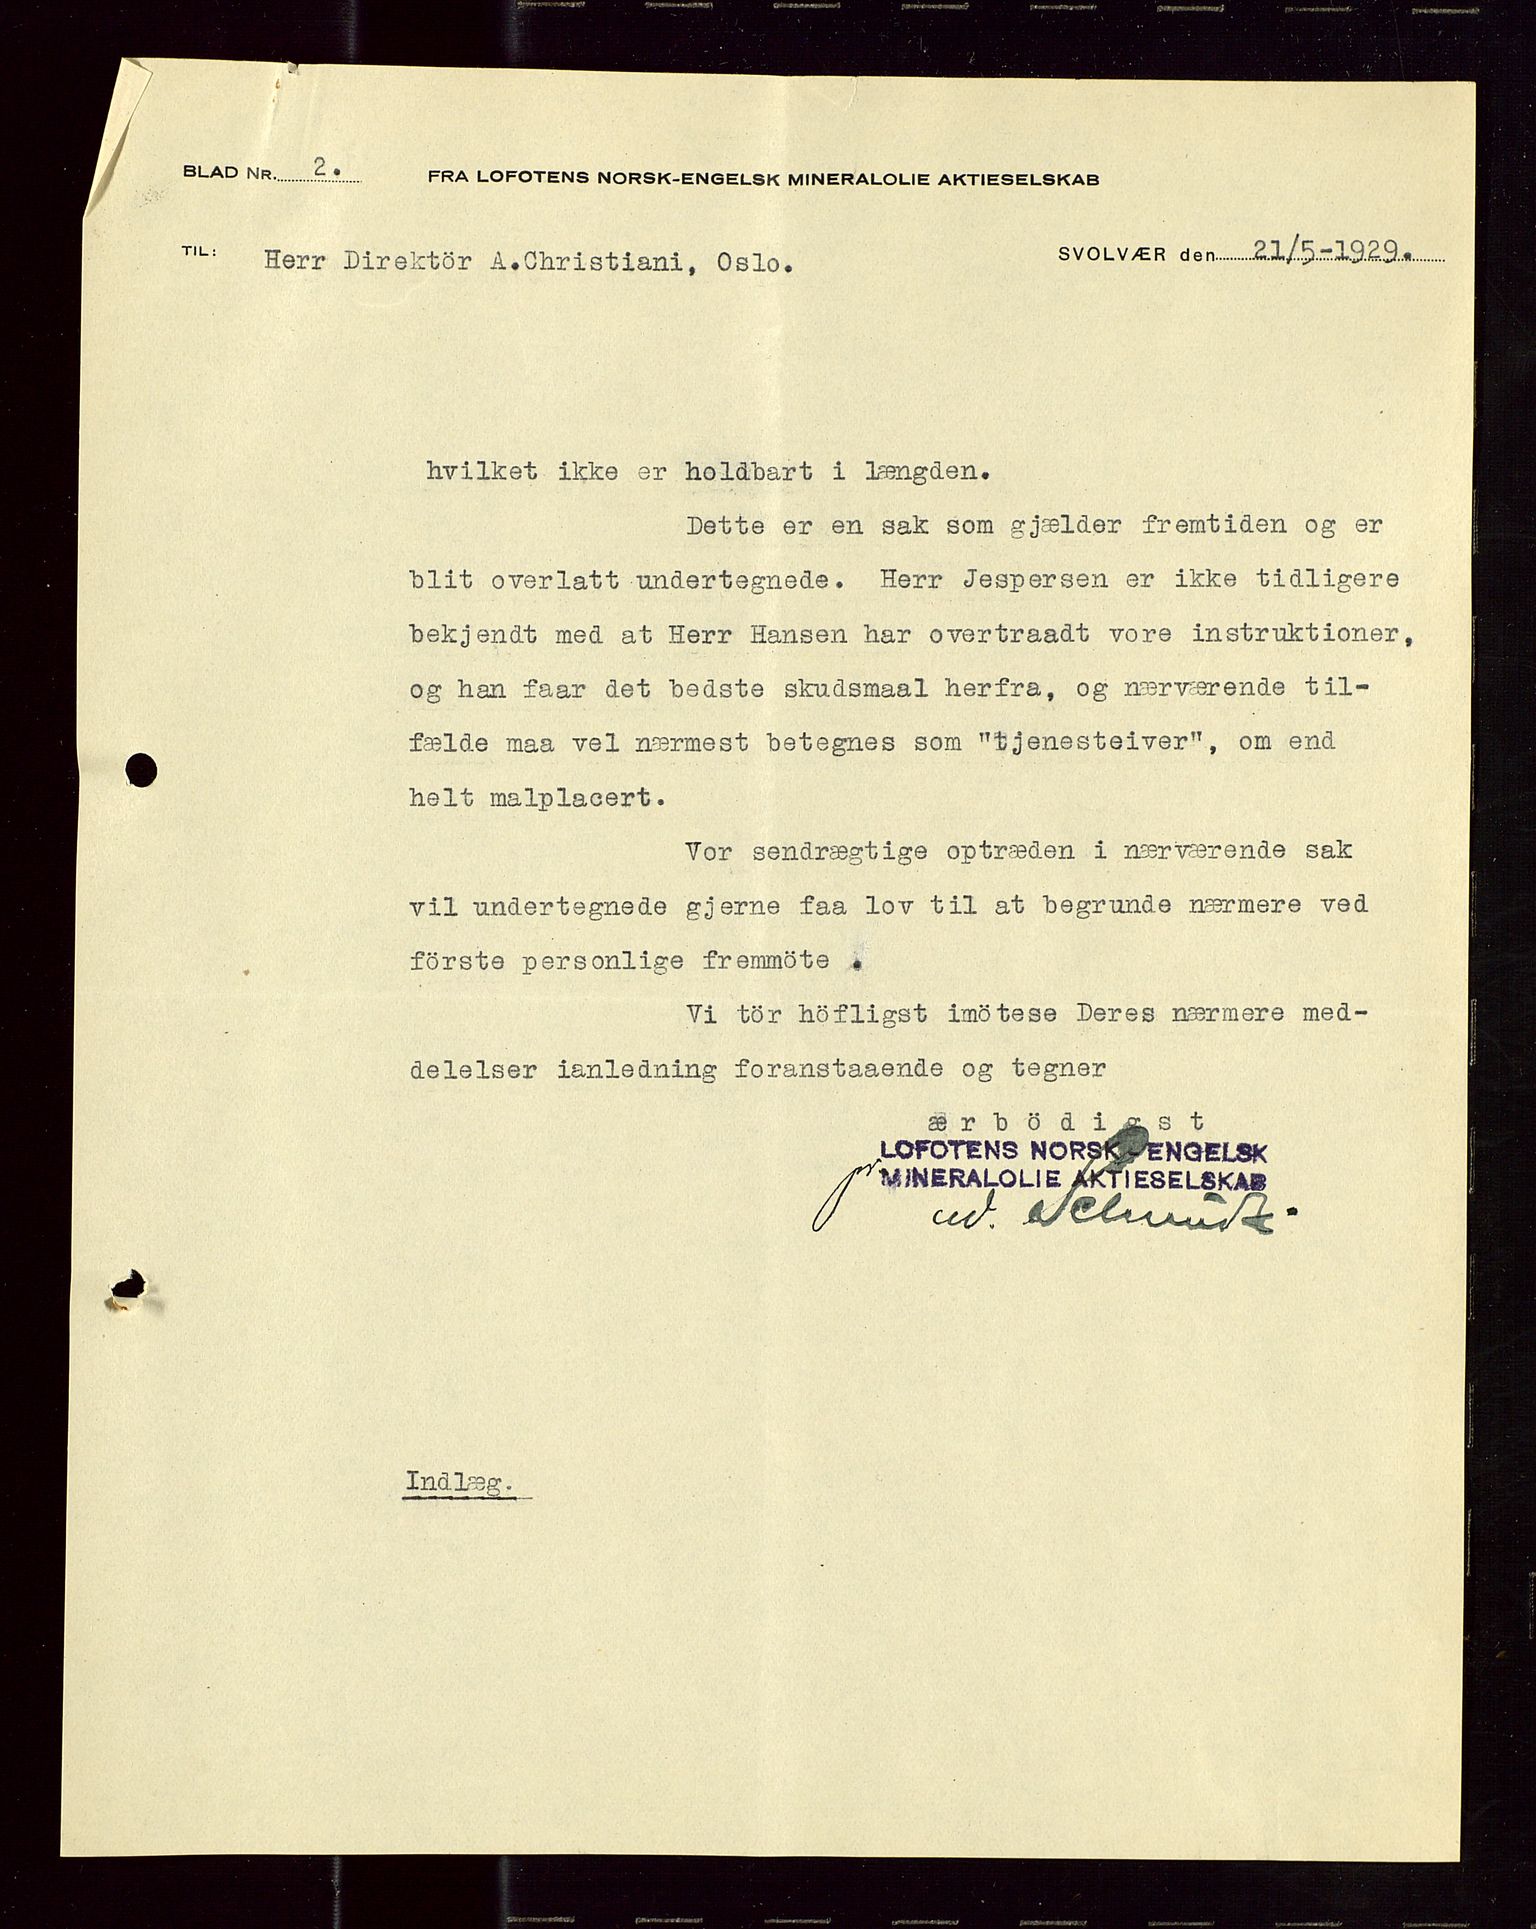 BLAD NR. 2. FRA LOFOTENS NORSK-ENGELSK MINERALOLIE AKTIESELSKAB
TIL: Herr Direktör A.Christiani, Oslo. SVOLVÆR den 21/5-1929.
hvilket ikke er holdbart i længden.
Dette er en sak som gjælder fremtiden og er
blit overlatt undertegnede. Herr Jespersen er ikke tidligere
bekjendt med at Herr Hansen har overtraadt vore instruktioner,
og han faar det bedste skudsmaal herfra, og nærværende til-
fælde maa vel nærmest betegnes som "tjenesteiver", om end
helt malplacert.
Vor sendrægtige optræden i nærværende sak
vil undertegnede gjerne faa lov til at begrunde nærmere ved
förste personlige fremmöte .
Vi tör höfligst imötese Deres nærmere med-
delelser ianledning foranstaaende og tegner
ærbödigst
LOFOTENS NORSK-ENGELSK
pr. MINERALOLIE AKTIESELSKAB
Schmidt.
Indlæg.